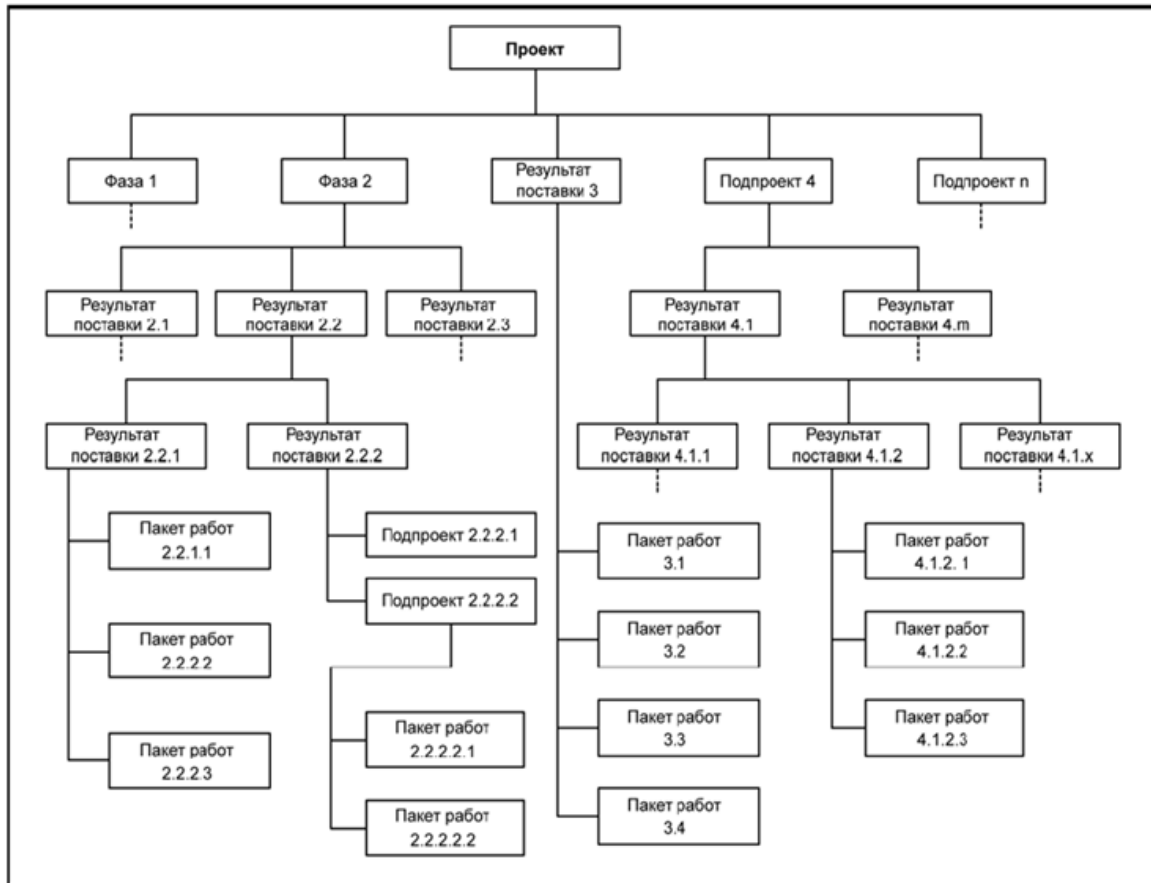 Проект
Фаза 1
Фаза 2
Результат
поставки 3
Подпроект 4
Подпроект n
Результат
поставки 2.1
Результат
поставки 2.2
Результат
поставки 2.3
Результат
поставки 4.1
Результат
поставки 4.m
Результат
поставки 2.2.1
Результат
поставки 2.2.2
Результат
поставки 4.1.1
Результат
поставки 4.1.2
Результат
поставки 4.1.x
Пакет работ
2.2.1.1
Пакет работ
2.2.2.2
Пакет работ
2.2.2.3
Подпроект 2.2.2.1
Подпроект 2.2.2.2
Пакет работ
2.2.2.2.1
Пакет работ
2.2.2.2.2
Пакет работ
3.1
Пакет работ
3.2
Пакет работ
3.3
Пакет работ
3.4
Пакет работ
4.1.2. 1
Пакет работ
4.1.2.2
Пакет работ
4.1.2.3